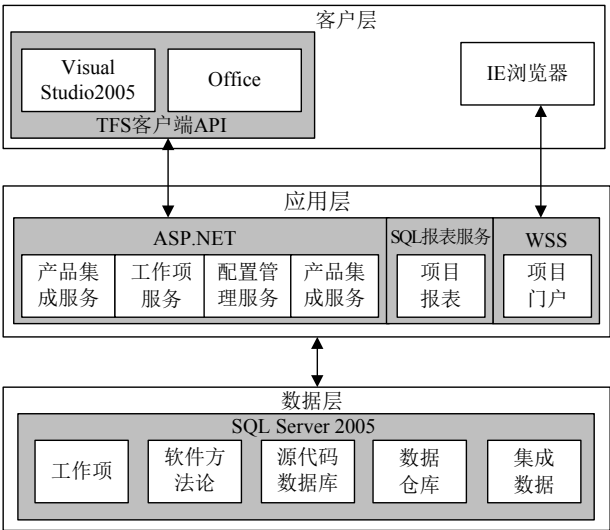 客户层
Visual
Studio2005
Office
TFS客户端API
IE浏览器
应用层
ASP.NET
产品集
成服务
工作项
服务
配置管
理服务
产品集
成服务
SQL报表服务
项目
报表
WSS
项目
门户
数据层
SQL Server 2005
工作项
软件方
法论
源代码
数据库
数据
仓库
集成
数据